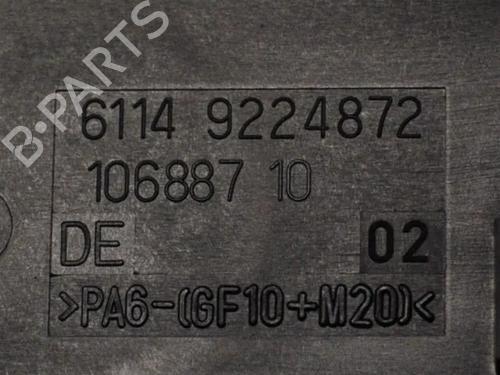 B-PARTS
6114 9224872
106887 10
DE 02
>PA6-(GF10+M20)<